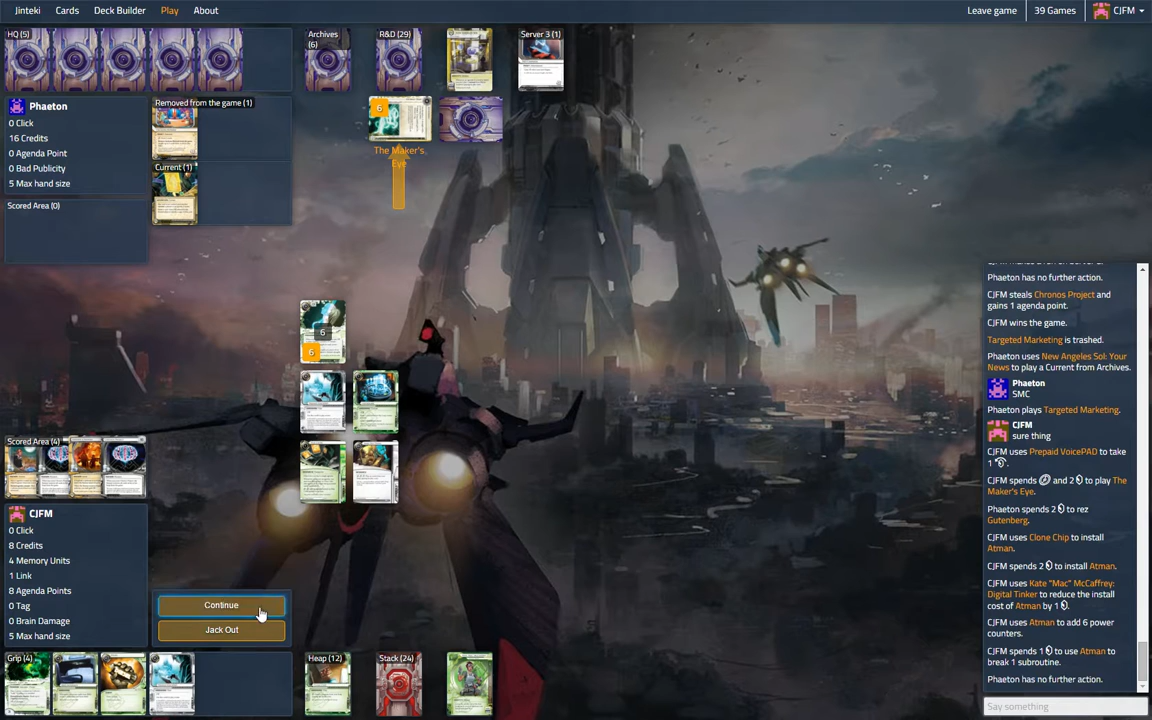 Jinteki Cards Deck Builder Play About Leave game 39 Games CJFM
HQ (5)
Archives
(6)
R&D (29)
Server 3 (1)
Phaeton
0 Click
16 Credits
0 Agenda Point
0 Bad Publicity
5 Max hand size
Removed from the game (1)
Current (1)
Scored Area (0)
6
The Maker's
Eye
6
6
Scored Area (4)
CJFM
0 Click
8 Credits
4 Memory Units
1 Link
8 Agenda Points
0 Tag
0 Brain Damage
5 Max hand size
Continue
Jack Out
Grip (4)
Heap (12)
Stack (24)
Phaeton has no further action.
CJFM steals Chronos Project and
gains 1 agenda point.
CJFM wins the game.
Targeted Marketing is trashed.
Phaeton uses New Angeles Sol: Your
News to play a Current from Archives.
Phaeton
SMC
Phaeton plays Targeted Marketing.
CJFM
sure thing
CJFM uses Prepaid VoicePAD to take
1
CJFM spends and 2 to play The
Maker's Eye.
Phaeton spends 2 to rez
Gutenberg.
CJFM uses Clone Chip to install
Atman.
CJFM spends 2 to install Atman.
CJFM uses Kate "Mac" McCaffrey:
Digital Tinker to reduce the install
cost of Atman by 1
CJFM uses Atman to add 6 power
counters.
CJFM spends 1 to use Atman to
break 1 subroutine.
Phaeton has no further action.
Say something